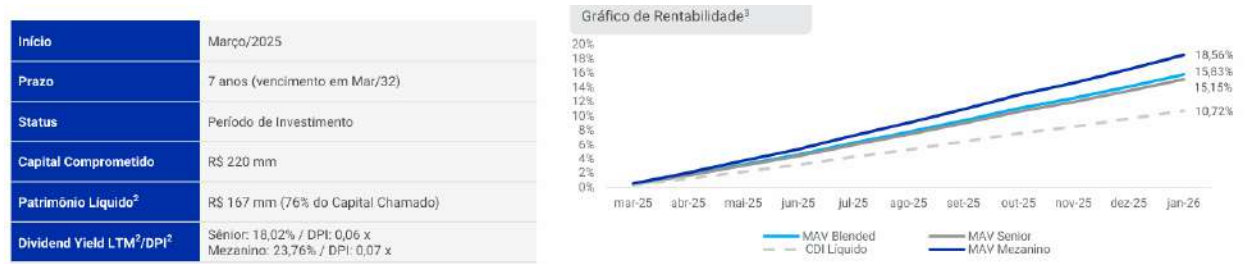 Início Março/2025
Prazo 7 anos (vencimento em Mar/32)
Status Período de Investimento
Capital Comprometido R$ 220 mm
Patrimônio Líquido² R$ 167 mm (76% do Capital Chamado)
Dividend Yield LTM²/DPI² Sênior: 18,02% / DPI: 0,06 x
Mezanino: 23,76% / DPI: 0,07 x
Gráfico de Rentabilidade³
20%
18%
16%
14%
12%
10%
8%
6%
4%
2%
0%
18,56%
15,83%
15,15%
10,72%
mar-25 abr-25 mai-25 jun-25 jul-25 ago-25 set-25 out-25 nov-25 dez-25 jan-26
MAV Blended MAV Senior
CDI Líquido MAV Mezanino